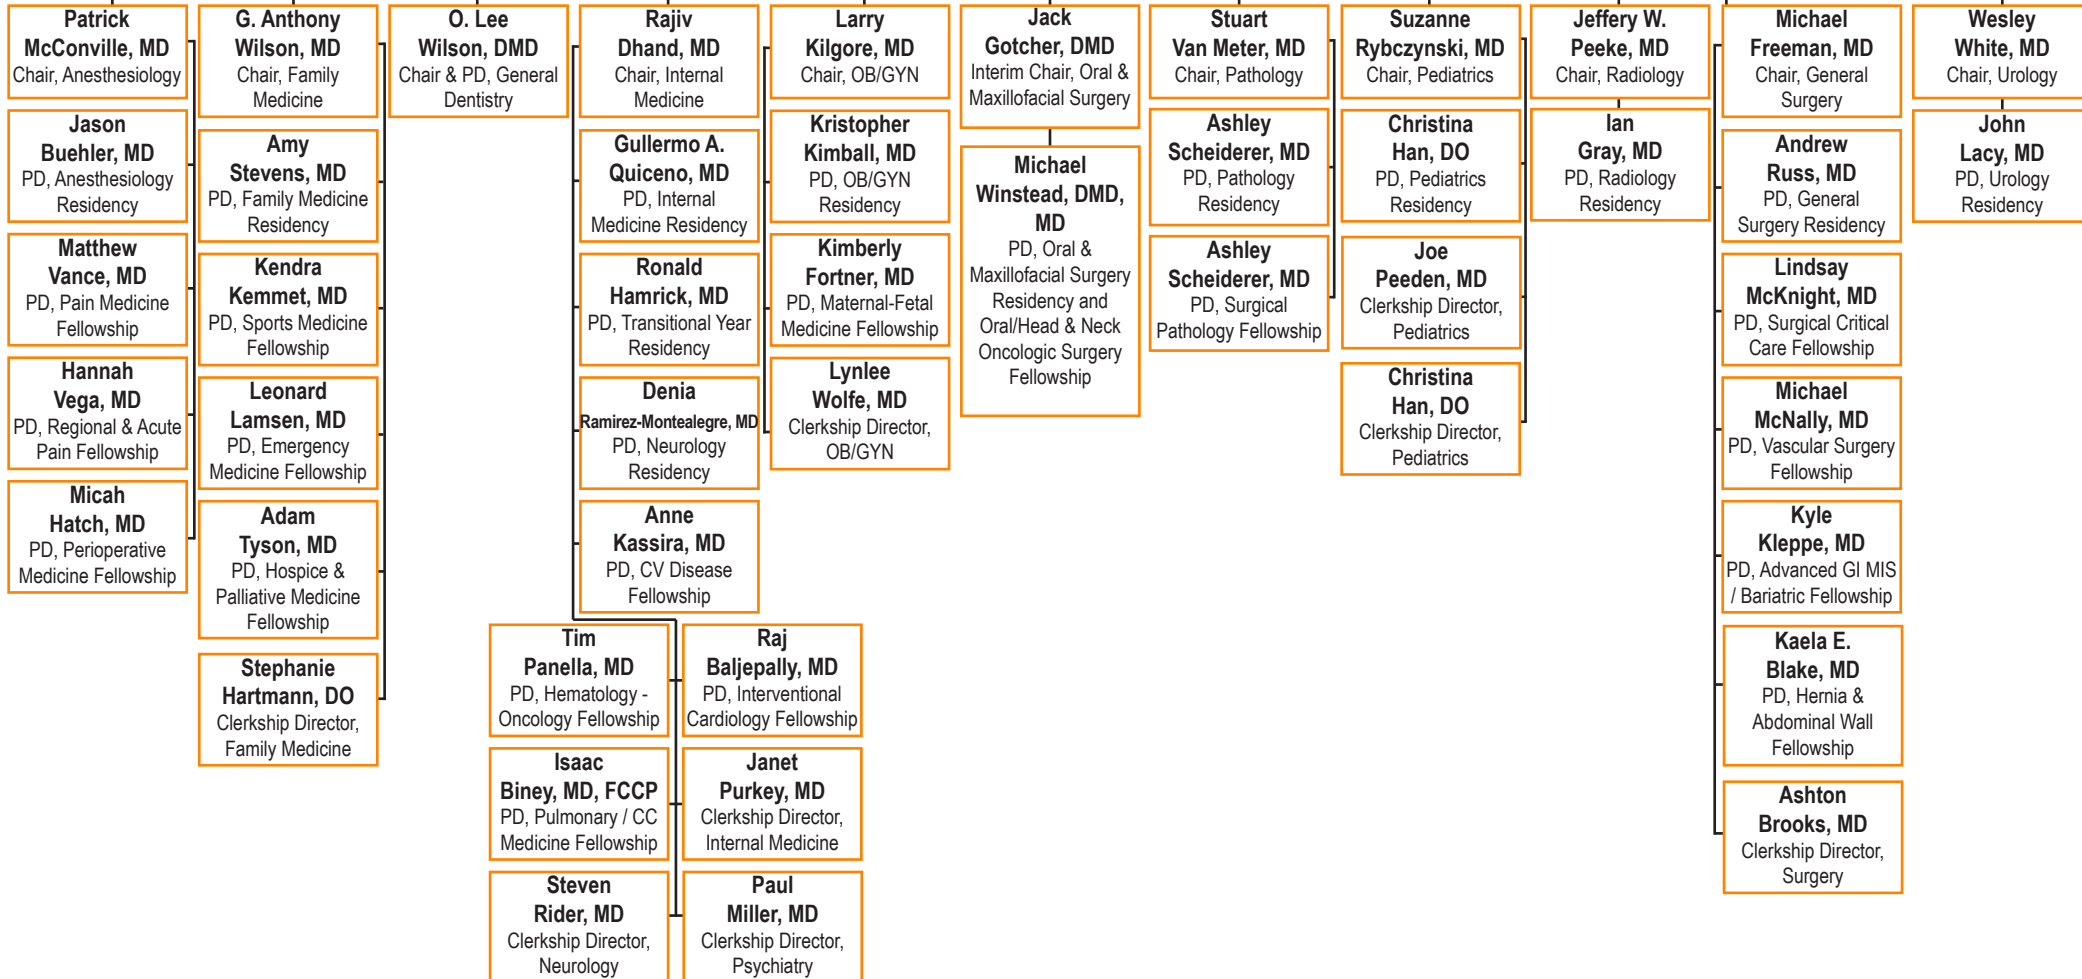 Patrick
McConville, MD
Chair, Anesthesiology
Jason
Buehler, MD
PD, Anesthesiology
Residency
Matthew
Vance, MD
PD, Pain Medicine
Fellowship
Hannah
Vega, MD
PD, Regional & Acute
Pain Fellowship
Micah
Hatch, MD
PD, Perioperative
Medicine Fellowship
G. Anthony
Wilson, MD
Chair, Family
Medicine
Amy
Stevens, MD
PD, Family Medicine
Residency
Kendra
Kemmet, MD
PD, Sports Medicine
Fellowship
Leonard
Lamsen, MD
PD, Emergency
Medicine Fellowship
Adam
Tyson, MD
PD, Hospice &
Palliative Medicine
Fellowship
Stephanie
Hartmann, DO
Clerkship Director,
Family Medicine
O. Lee
Wilson, DMD
Chair & PD, General
Dentistry
Rajiv
Dhand, MD
Chair, Internal
Medicine
Gullermo A.
Quiceno, MD
PD, Internal
Medicine Residency
Ronald
Hamrick, MD
PD, Transitional Year
Residency
Denia
Ramirez-Montealegre, MD
PD, Neurology
Residency
Anne
Kassira, MD
PD, CV Disease
Fellowship
Tim
Panella, MD
PD, Hematology -
Oncology Fellowship
Raj
Baljepally, MD
PD, Interventional
Cardiology Fellowship
Isaac
Biney, MD, FCCP
PD, Pulmonary / CC
Medicine Fellowship
Janet
Purkey, MD
Clerkship Director,
Internal Medicine
Steven
Rider, MD
Clerkship Director,
Neurology
Paul
Miller, MD
Clerkship Director,
Psychiatry
Larry
Kilgore, MD
Chair, OB/GYN
Kristopher
Kimball, MD
PD, OB/GYN
Residency
Kimberly
Fortner, MD
PD, Maternal-Fetal
Medicine Fellowship
Lynlee
Wolfe, MD
Clerkship Director,
OB/GYN
Jack
Gotcher, DMD
Interim Chair, Oral &
Maxillofacial Surgery
Michael
Winstead, DMD,
MD
PD, Oral &
Maxillofacial Surgery
Residency and
Oral/Head & Neck
Oncologic Surgery
Fellowship
Stuart
Van Meter, MD
Chair, Pathology
Ashley
Scheiderer, MD
PD, Pathology
Residency
Ashley
Scheiderer, MD
PD, Surgical
Pathology Fellowship
Suzanne
Rybczynski, MD
Chair, Pediatrics
Christina
Han, DO
PD, Pediatrics
Residency
Joe
Peeden, MD
Clerkship Director,
Pediatrics
Christina
Han, DO
Clerkship Director,
Pediatrics
Jeffery W.
Peeke, MD
Chair, Radiology
Ian
Gray, MD
PD, Radiology
Residency
Michael
Freeman, MD
Chair, General
Surgery
Andrew
Russ, MD
PD, General
Surgery Residency
Lindsay
McKnight, MD
PD, Surgical Critical
Care Fellowship
Michael
McNally, MD
PD, Vascular Surgery
Fellowship
Kyle
Kleppe, MD
PD, Advanced GI MIS
/ Bariatric Fellowship
Kaela E.
Blake, MD
PD, Hernia &
Abdominal Wall
Fellowship
Ashton
Brooks, MD
Clerkship Director,
Surgery
Wesley
White, MD
Chair, Urology
John
Lacy, MD
PD, Urology
Residency